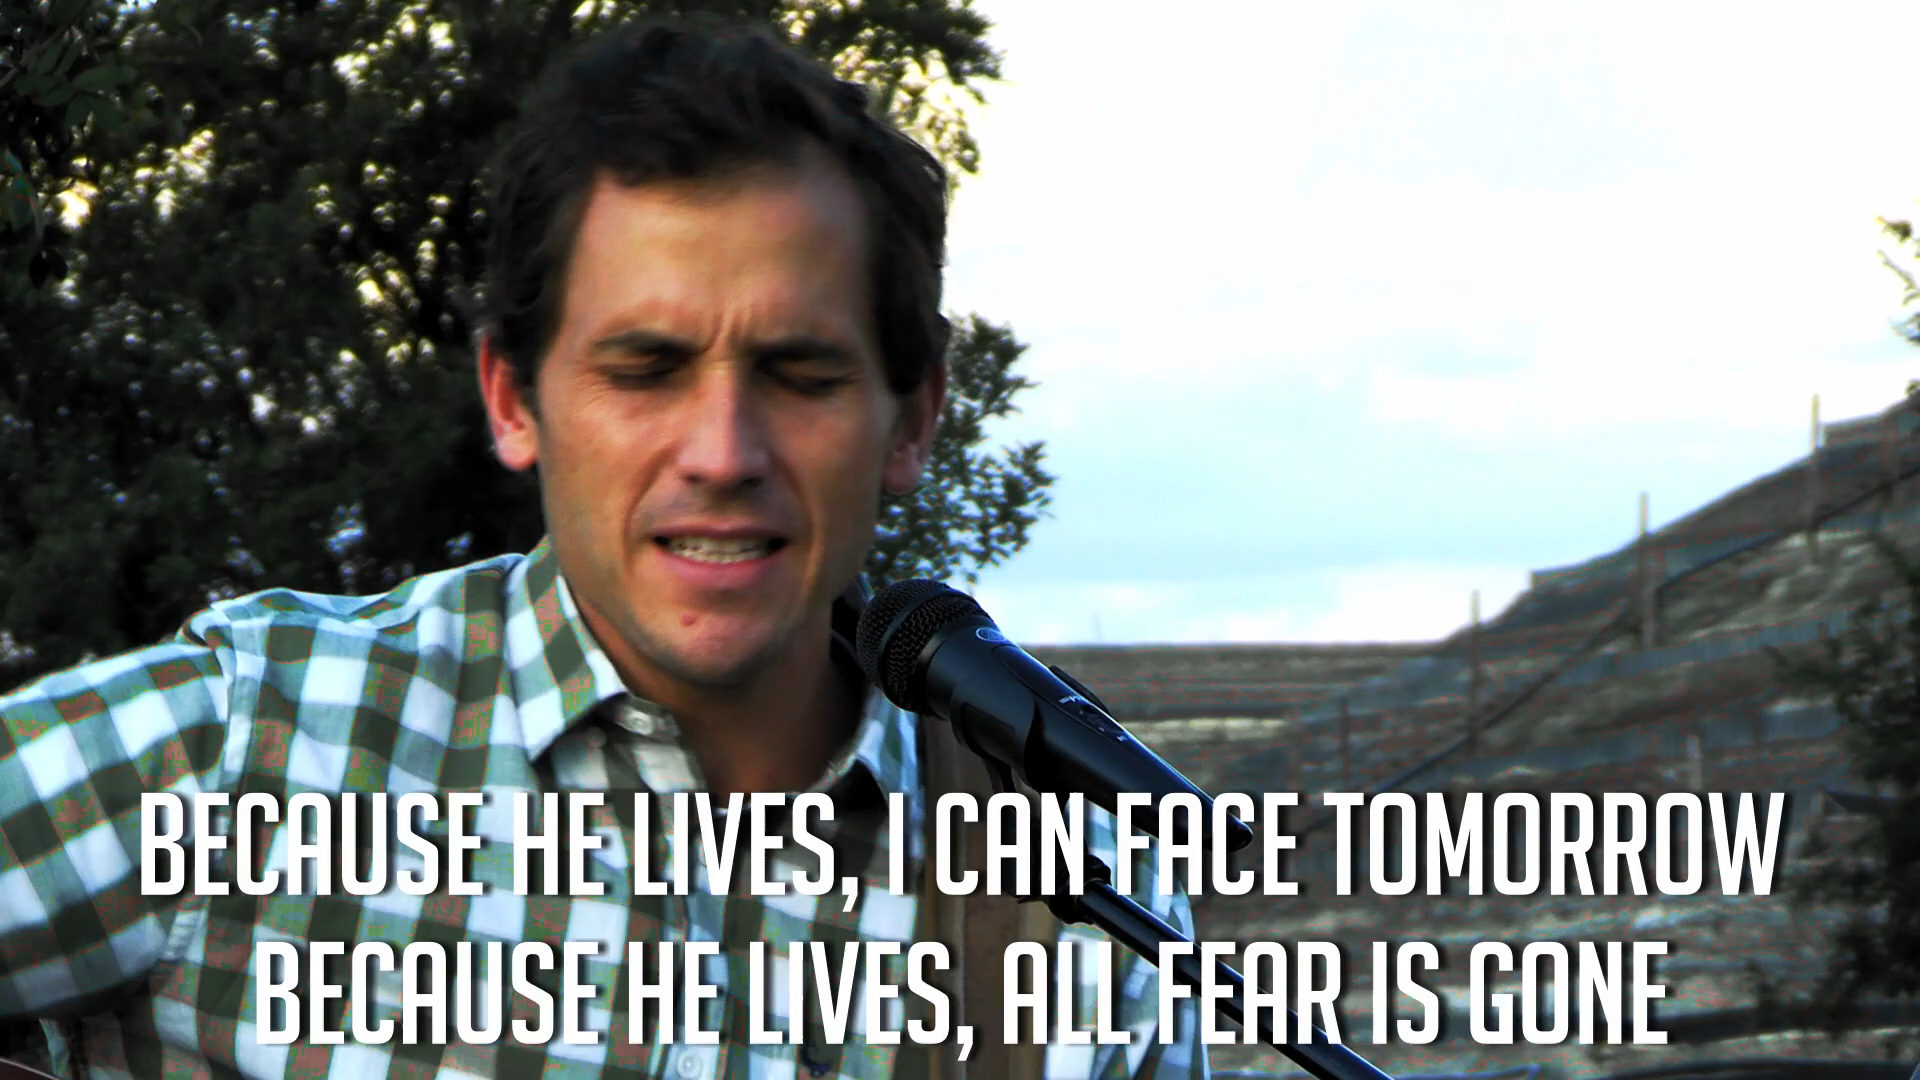 BECAUSE HE LIVES, I CAN FACE TOMORROW
BECAUSE HE LIVES, ALL FEAR IS GONE